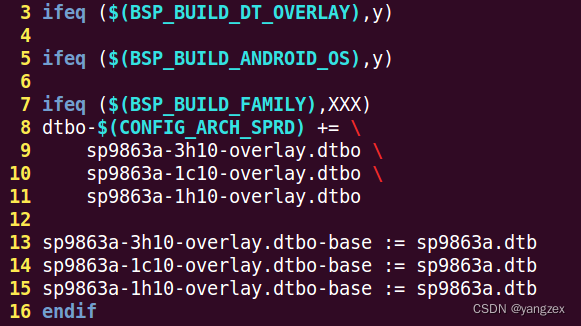 3 ifeq ($(BSP_BUILD_DT_OVERLAY),y)
4
5 ifeq ($(BSP_BUILD_ANDROID_OS),y)
6
7 ifeq ($(BSP_BUILD_FAMILY),XXX)
8 dtbo-$(CONFIG_ARCH_SPRD) += \
9     sp9863a-3h10-overlay.dtbo \
10     sp9863a-1c10-overlay.dtbo \
11     sp9863a-1h10-overlay.dtbo
12
13 sp9863a-3h10-overlay.dtbo-base := sp9863a.dtb
14 sp9863a-1c10-overlay.dtbo-base := sp9863a.dtb
15 sp9863a-1h10-overlay.dtbo-base := sp9863a.dtb
16 endif
CSDN @yangzex